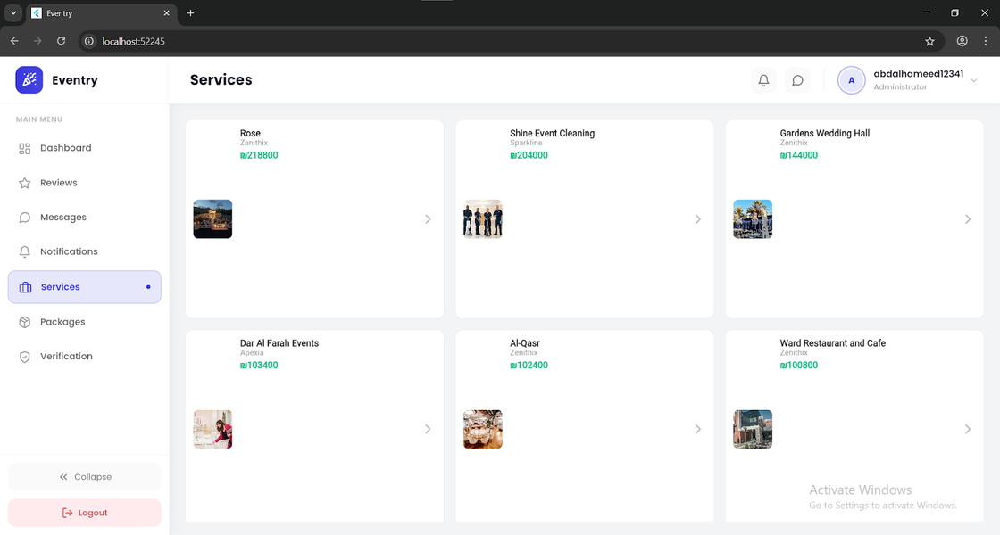 Eventry
localhost:52245
Eventry
Services
abdalhameed12341
A
Administrator
MAIN MENU
Dashboard
Reviews
Messages
Notifications
Services
Packages
Verification
Collapse
Logout
Rose
Zenithix
₪218800
Shine Event Cleaning
Sparkline
₪204000
Gardens Wedding Hall
Zenithix
₪144000
Dar Al Farah Events
Apexia
₪103400
Al-Qasr
Zenithix
₪102400
Ward Restaurant and Cafe
Zenithix
₪100800
Activate Windows
Go to Settings to activate Windows.